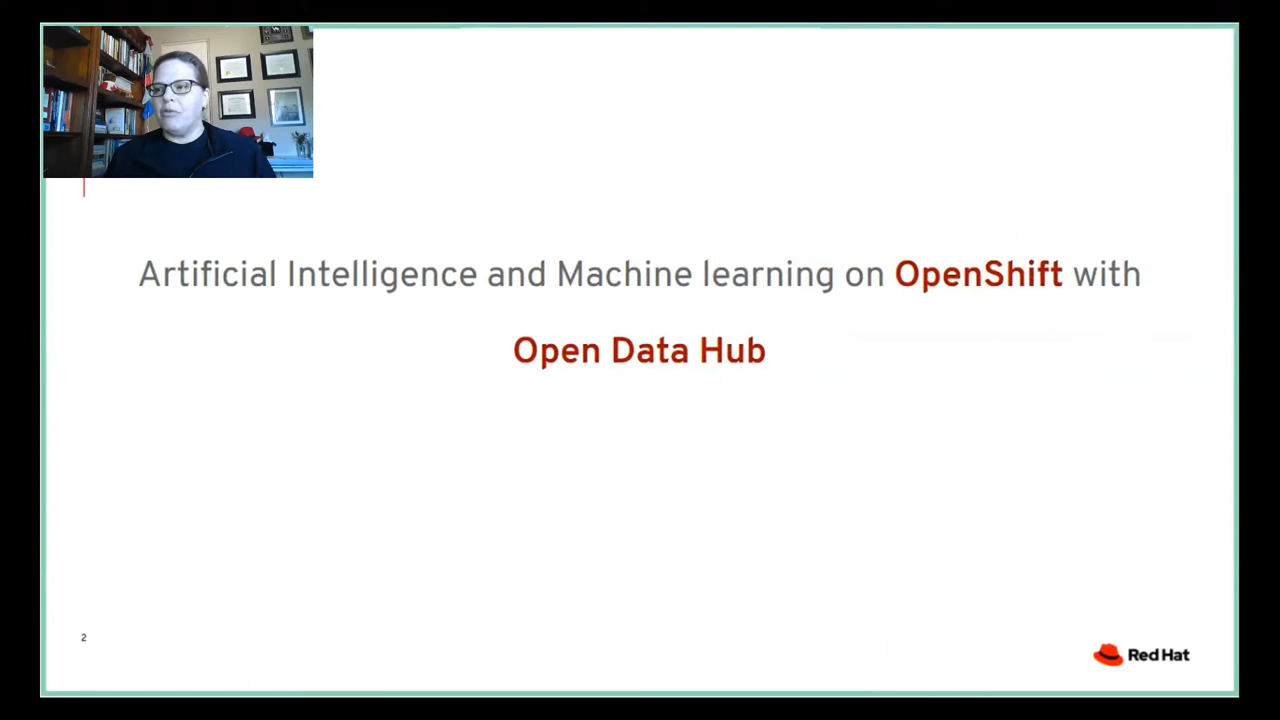 Artificial Intelligence and Machine learning on OpenShift with
Open Data Hub
2
Red Hat